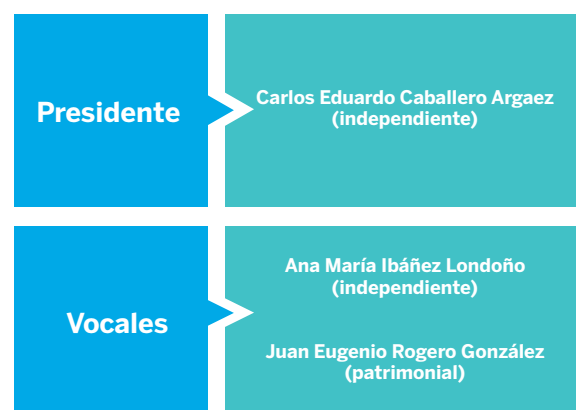 Presidente
Carlos Eduardo Caballero Argaez
(independiente)
Vocales
Ana María Ibáñez Londoño
(independiente)
Juan Eugenio Rogero González
(patrimonial)